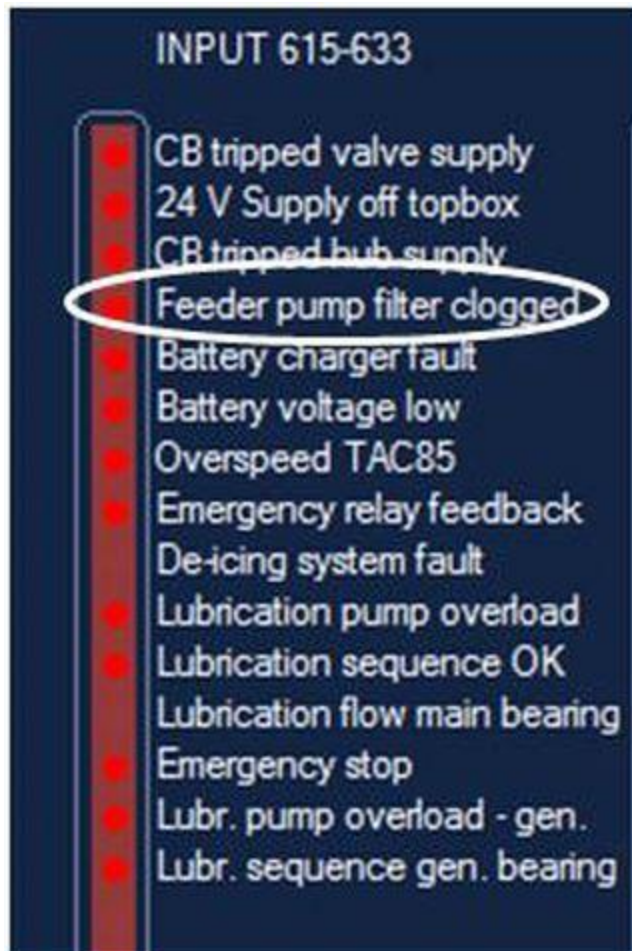 INPUT 615-633
CB tripped valve supply
24 V Supply off topbox
CB tripped hub supply
Feeder pump filter clogged
Battery charger fault
Battery voltage low
Overspeed TAC85
Emergency relay feedback
De-icing system fault
Lubrication pump overload
Lubrication sequence OK
Lubrication flow main bearing
Emergency stop
Lubr. pump overload - gen.
Lubr. sequence gen. bearing